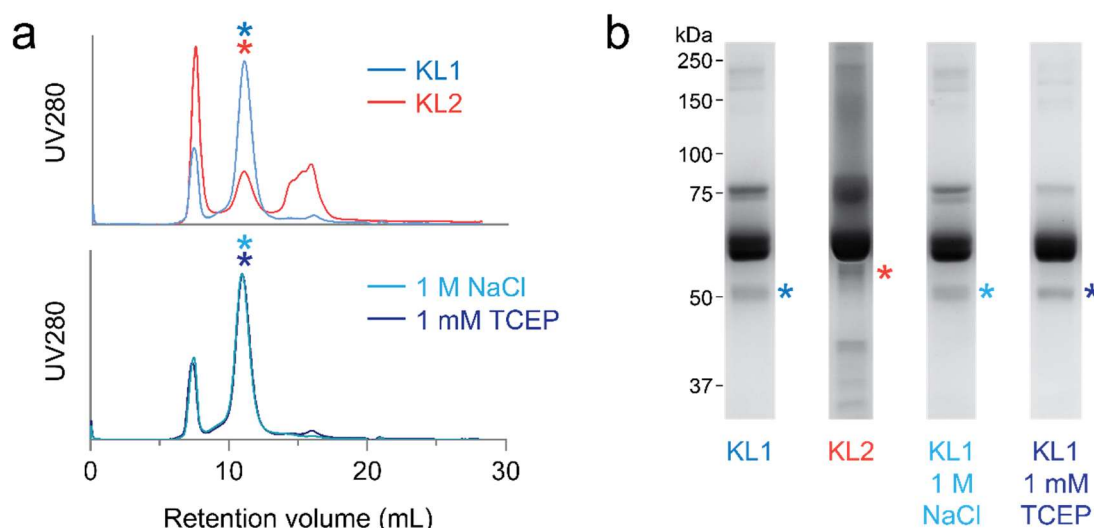 a
UV280
* 
*
KL1
KL2
UV280
*
*
1 M NaCl
1 mM TCEP
0
10
20
30
Retention volume (mL)
b
kDa
250
150
100
75
50
37
*
*
*
*
KL1
KL2
KL1
1 M
NaCl
KL1
1 mM
TCEP